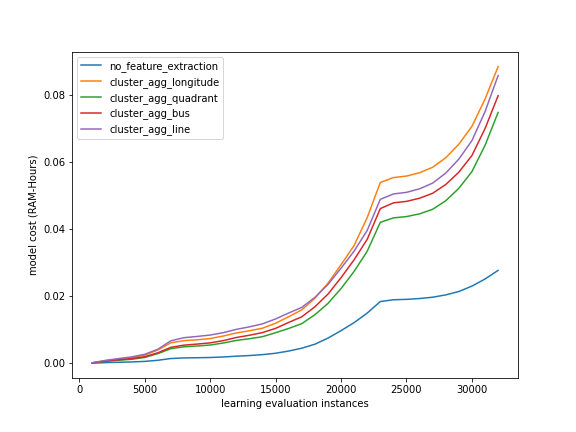 no_feature_extraction
cluster_agg_longitude
cluster_agg_quadrant
cluster_agg_bus
cluster_agg_line
model cost (RAM-Hours)
0.08
0.06
0.04
0.02
0.00
0 5000 10000 15000 20000 25000 30000
learning evaluation instances